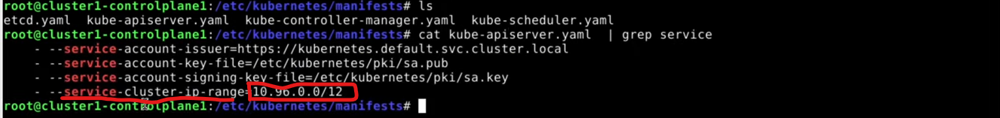 root@cluster1-controlplane1:/etc/kubernetes/manifests# ls
etcd.yaml  kube-apiserver.yaml  kube-controller-manager.yaml  kube-scheduler.yaml
root@cluster1-controlplane1:/etc/kubernetes/manifests# cat kube-apiserver.yaml  | grep service
    - --service-account-issuer=https://kubernetes.default.svc.cluster.local
    - --service-account-key-file=/etc/kubernetes/pki/sa.pub
    - --service-account-signing-key-file=/etc/kubernetes/pki/sa.key
    - --service-cluster-ip-range=10.96.0.0/12
root@cluster1-controlplane1:/etc/kubernetes/manifests#